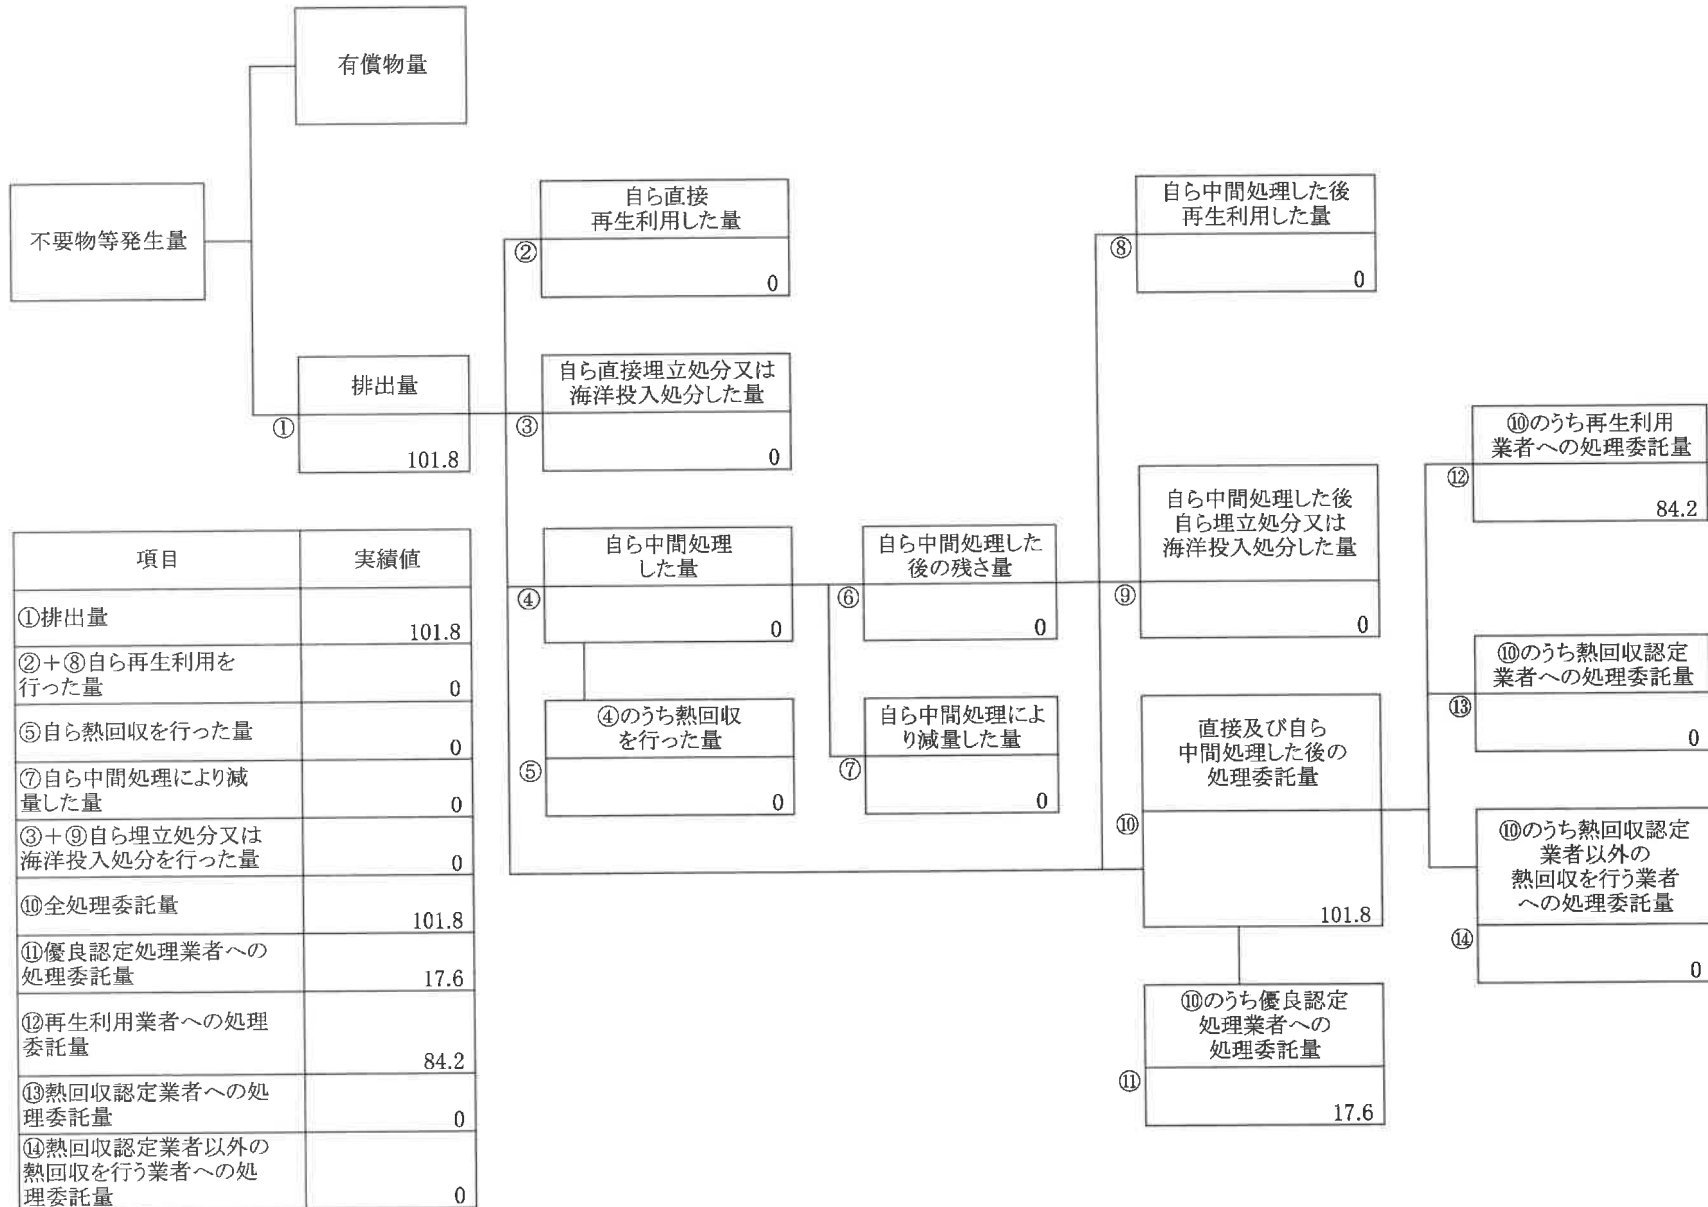 有償物量
不要物等発生量
排出量
①
101.8
自ら直接
再生利用した量
②
0
自ら直接埋立処分又は
海洋投入処分した量
③
0
自ら中間処理
した量
④
0
④のうち熱回収
を行った量
⑤
0
自ら中間処理した
後の残さ量
⑥
0
自ら中間処理によ
り減量した量
⑦
0
自ら中間処理した後
再生利用した量
⑧
0
自ら中間処理した後
自ら埋立処分又は
海洋投入処分した量
⑨
0
直接及び自ら
中間処理した後の
処理委託量
⑩
101.8
⑩のうち優良認定
処理業者への
処理委託量
⑪
17.6
⑩のうち再生利用
業者への処理委託量
⑫
84.2
⑩のうち熱回収認定
業者への処理委託量
⑬
0
⑩のうち熱回収認定
業者以外の
熱回収を行う業者
への処理委託量
⑭
0
項目 実績値
①排出量
101.8
②+⑧自ら再生利用を
行った量 0
⑤自ら熱回収を行った量
0
⑦自ら中間処理により減
量した量 0
③+⑨自ら埋立処分又は
海洋投入処分を行った量 0
⑩全処理委託量
101.8
⑪優良認定処理業者への
処理委託量 17.6
⑫再生利用業者への処理
委託量
84.2
⑬熱回収認定業者への処
理委託量 0
⑭熱回収認定業者以外の
熱回収を行う業者への処
理委託量 0